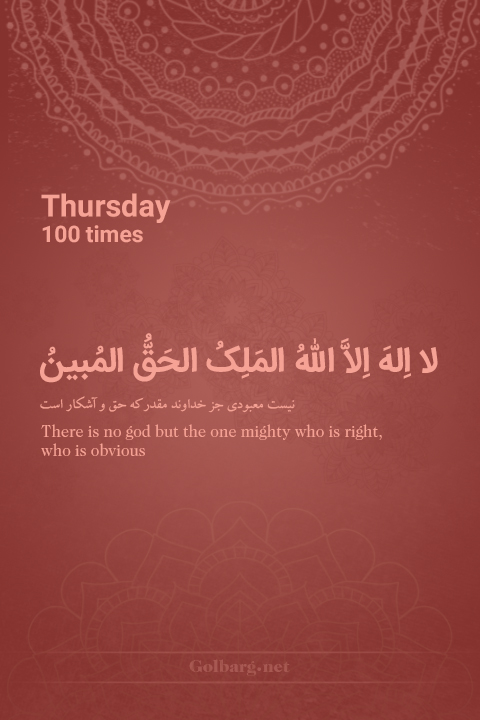 Thursday
100 times
لا اِلهَ اِلاَّ اللهُ المَلِکُ الحَقُّ المُبینُ
نیست معبودی جز خداوند مقدر که حق و آشکار است
There is no god but the one mighty who is right,
who is obvious
Golbarg.net